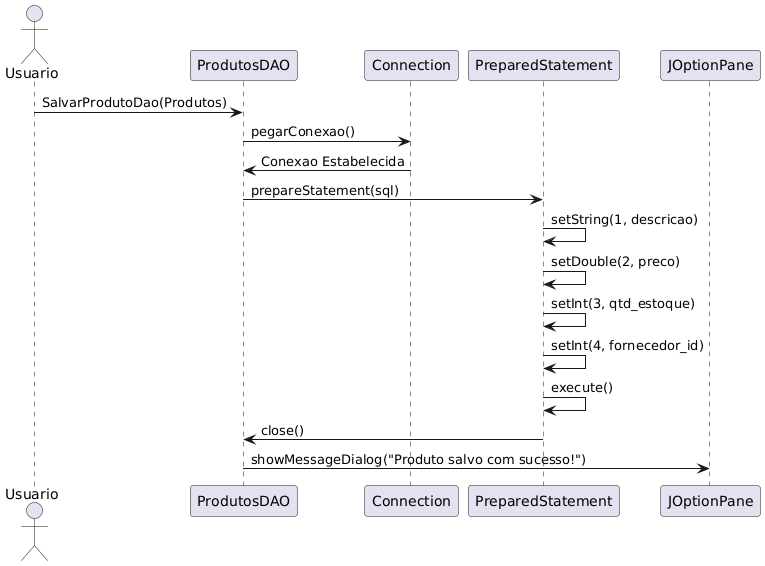 Usuario
ProdutosDAO
Connection
PreparedStatement
JOptionPane
SalvarProdutoDao(Produtos)
pegarConexao()
Conexao Estabelecida
prepareStatement(sql)
setString(1, descricao)
setDouble(2, preco)
setInt(3, qtd_estoque)
setInt(4, fornecedor_id)
execute()
close()
showMessageDialog("Produto salvo com sucesso!")
Usuario
ProdutosDAO
Connection
PreparedStatement
JOptionPane